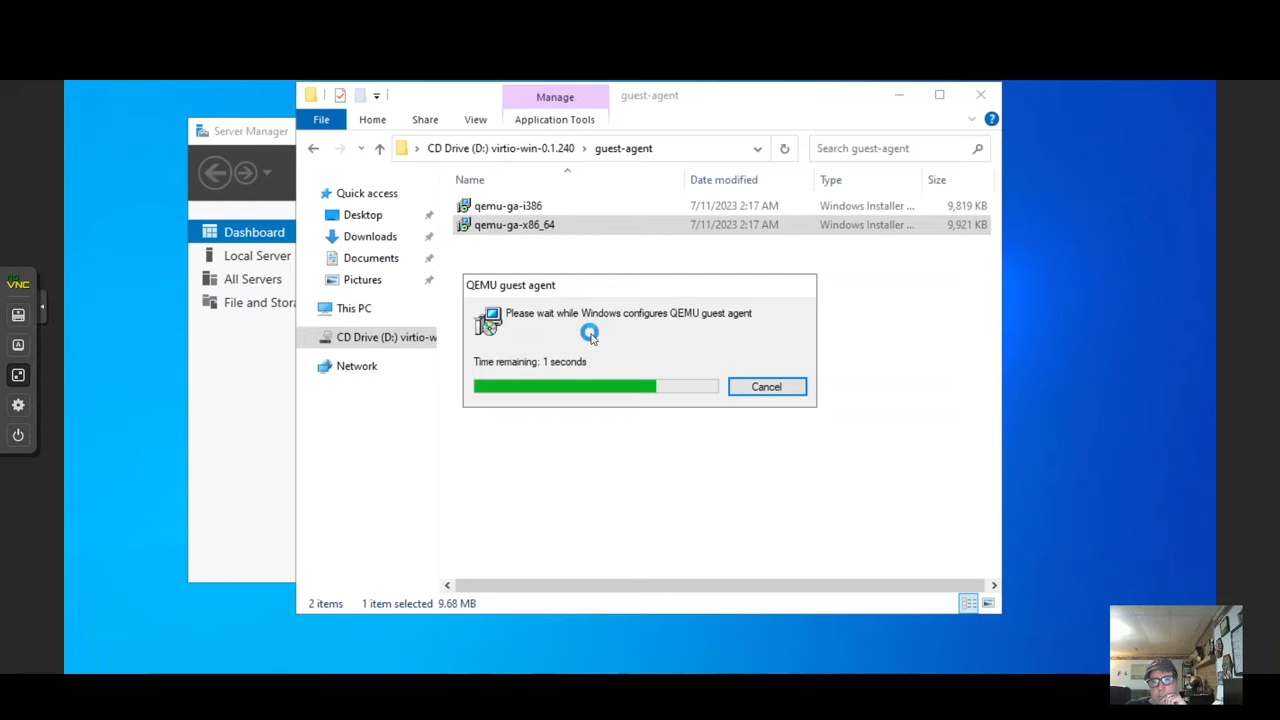 Manage
guest-agent
Server Manager
File
Home
Share
View
Application Tools
CD Drive (D:) virtio-win-0.1.240
guest-agent
Search guest-agent
Name
Date modified
Type
Size
Quick access
Desktop
Downloads
Documents
Pictures
This PC
CD Drive (D:) virtio-w
Network
qemu-ga-i386
7/11/2023 2:17 AM
Windows Installer ...
9,819 KB
qemu-ga-x86_64
7/11/2023 2:17 AM
Windows Installer ...
9,921 KB
Dashboard
Local Server
All Servers
File and Stora
QEMU guest agent
Please wait while Windows configures QEMU guest agent
Time remaining: 1 seconds
Cancel
2 items
1 item selected 9.68 MB
no
VNC
A